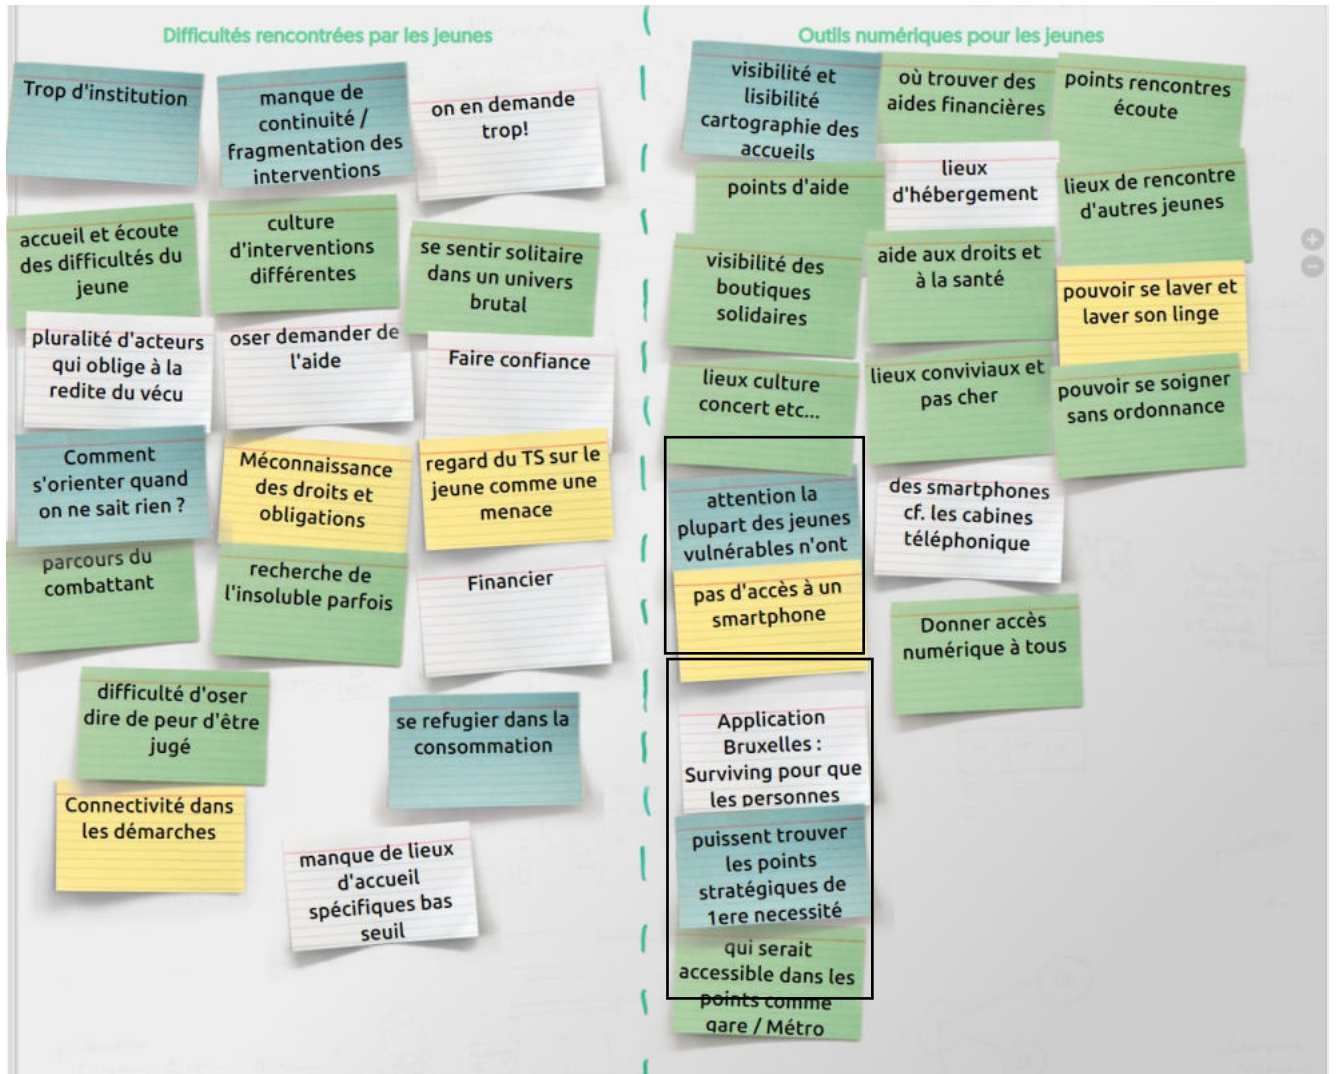 Difficultés rencontrées par les jeunes
Trop d'institution
manque de
continuité /
fragmentation des
interventions
on en demande
trop!
accueil et écoute
des difficultés du
jeune
culture
d'interventions
différentes
se sentir solitaire
dans un univers
brutal
pluralité d'acteurs
qui oblige à la
redite du vécu
oser demander de
l'aide
Faire confiance
Comment
s'orienter quand
on ne sait rien ?
Méconnaissance
des droits et
obligations
regard du TS sur le
jeune comme une
menace
parcours du
combattant
recherche de
l'insoluble parfois
Financier
difficulté d'oser
dire de peur d'être
jugé
se refugier dans la
consommation
Connectivité dans
les démarches
manque de lieux
d'accueil
spécifiques bas
seuil
Outils numériques pour les jeunes
visibilité et
lisibilité
cartographie des
accueils
où trouver des
aides financières
points rencontres
écoute
points d'aide
lieux
d'hébergement
lieux de rencontre
d'autres jeunes
visibilité des
boutiques
solidaires
aide aux droits et
à la santé
pouvoir se laver et
laver son linge
lieux culture
concert etc...
lieux conviviaux et
pas cher
pouvoir se soigner
sans ordonnance
attention la
plupart des jeunes
vulnérables n'ont
pas d'accès à un
smartphone
des smartphones
cf. les cabines
téléphonique
Donner accès
numérique à tous
Application
Bruxelles :
Surviving pour que
les personnes
puissent trouver
les points
stratégiques de
1ere necessité
qui serait
accessible dans les
points comme
gare / Métro